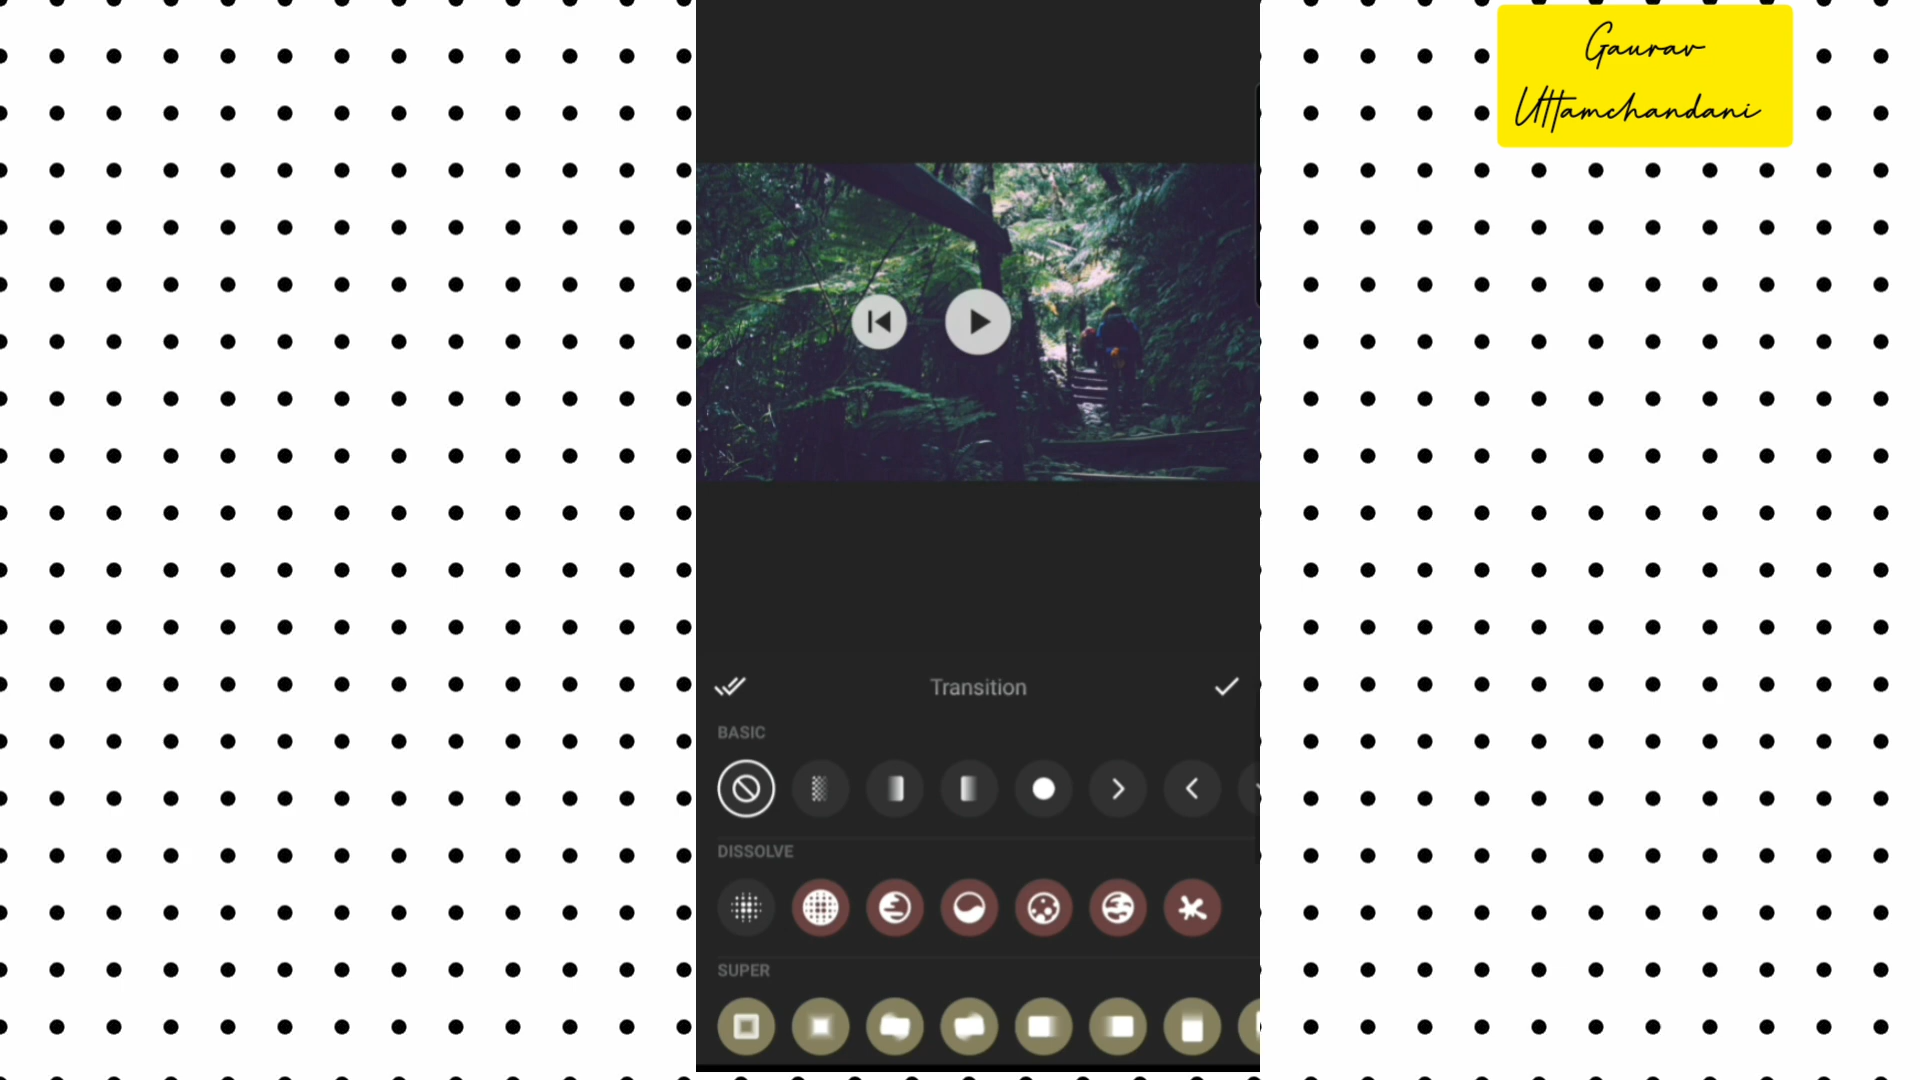 Gaurav
Uttamchandani
Transition
BASIC
DISSOLVE
SUPER